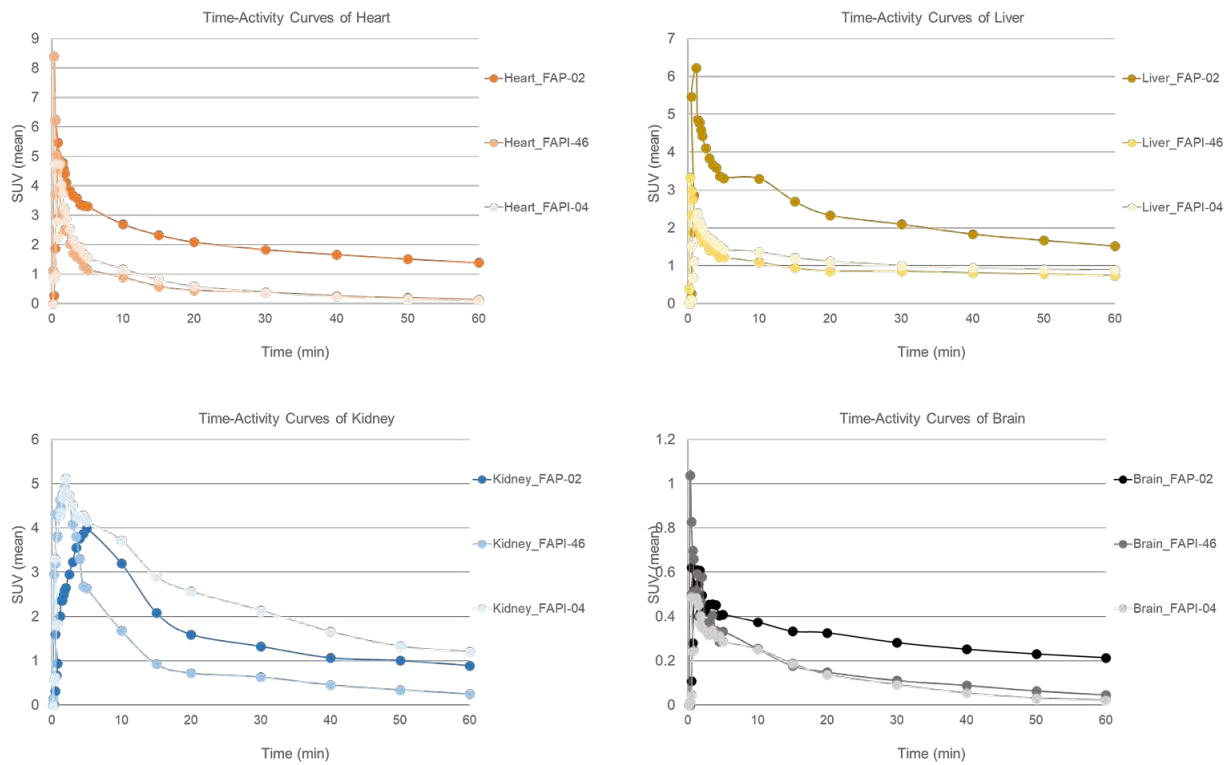 Time-Activity Curves of Heart
9
8
7
6
5
4
3
2
1
0
SUV (mean)
0 10 20 30 40 50 60
Time (min)
Heart_FAP-02
Heart_FAPI-46
Heart_FAPI-04
Time-Activity Curves of Liver
7
6
5
4
3
2
1
0
SUV (mean)
0 10 20 30 40 50 60
Time (min)
Liver_FAP-02
Liver_FAPI-46
Liver_FAPI-04
Time-Activity Curves of Kidney
6
5
4
3
2
1
0
SUV (mean)
0 10 20 30 40 50 60
Time (min)
Kidney_FAP-02
Kidney_FAPI-46
Kidney_FAPI-04
Time-Activity Curves of Brain
1.2
1
0.8
0.6
0.4
0.2
0
SUV (mean)
0 10 20 30 40 50 60
Time (min)
Brain_FAP-02
Brain_FAPI-46
Brain_FAPI-04